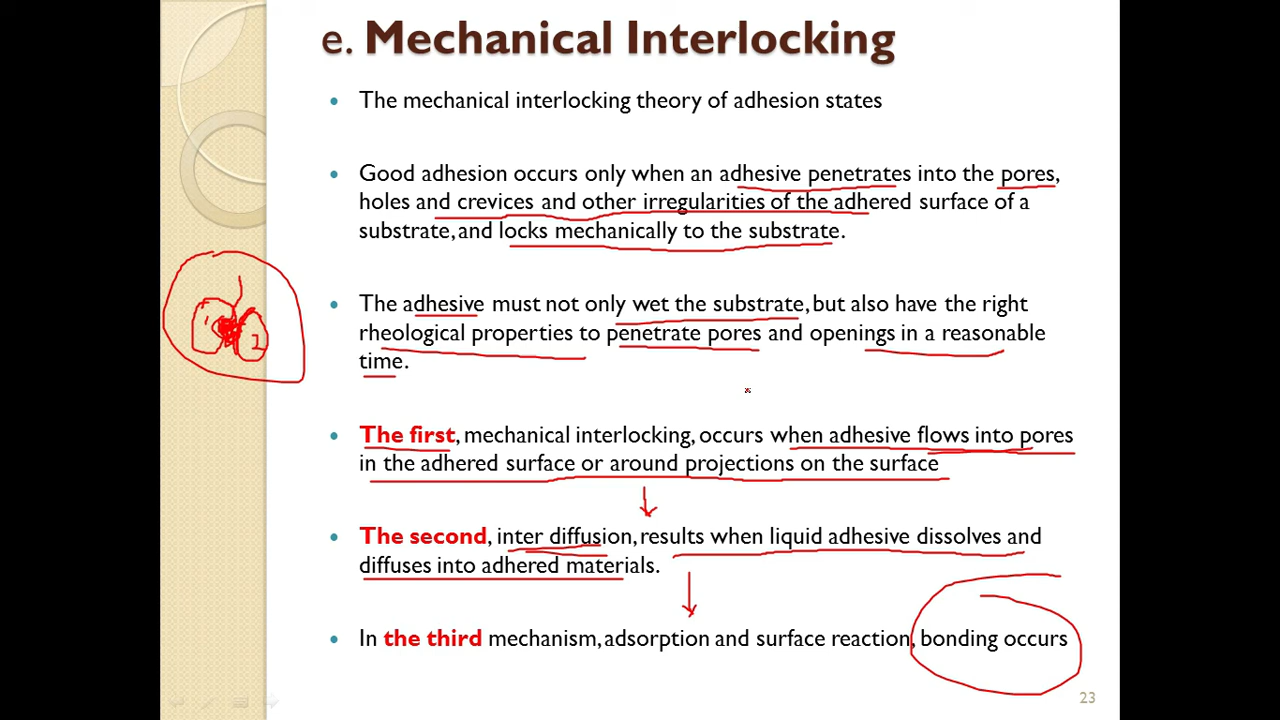 e. Mechanical Interlocking
• The mechanical interlocking theory of adhesion states
• Good adhesion occurs only when an adhesive penetrates into the pores,
holes and crevices and other irregularities of the adhered surface of a
substrate, and locks mechanically to the substrate.
• The adhesive must not only wet the substrate, but also have the right
rheological properties to penetrate pores and openings in a reasonable
time.
• The first, mechanical interlocking, occurs when adhesive flows into pores
in the adhered surface or around projections on the surface
• The second, inter diffusion, results when liquid adhesive dissolves and
diffuses into adhered materials.
• In the third mechanism, adsorption and surface reaction, bonding occurs
23